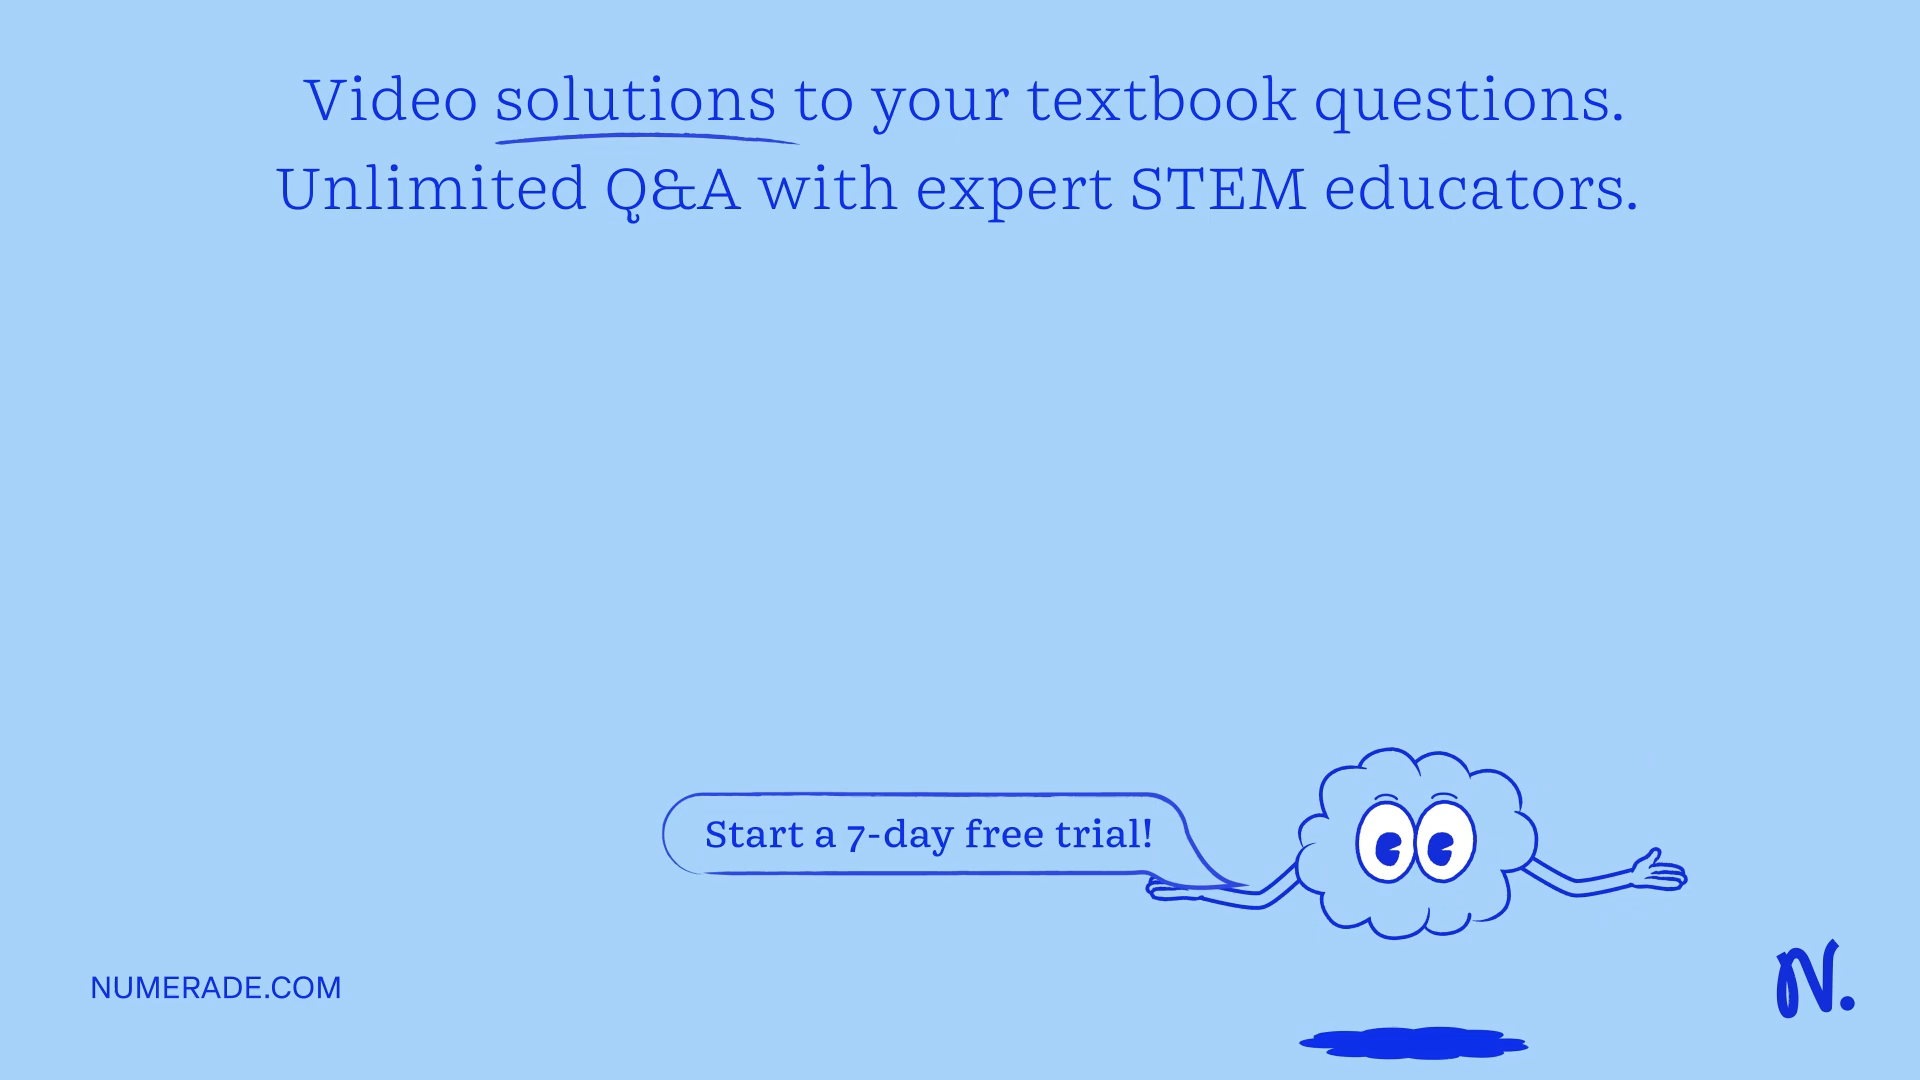 Video solutions to your textbook questions.
Unlimited Q&A with expert STEM educators.
Start a 7-day free trial!
NUMERADE.COM
N.